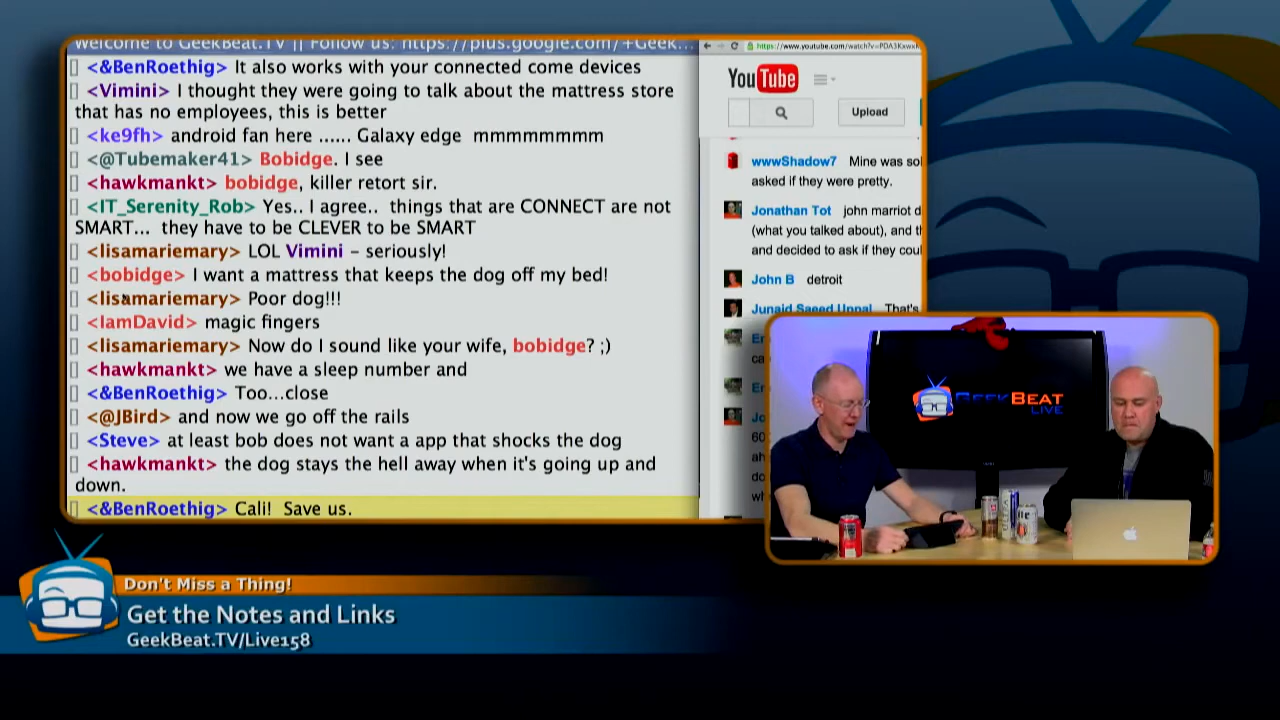 Welcome to GeekBeat.TV || Follow us: https://plus.google.com/+Geek...
<&BenRoethig> It also works with your connected come devices
<Vimini> I thought they were going to talk about the mattress store
that has no employees, this is better
<ke9fh> android fan here ...... Galaxy edge mmmmmmmm
<@Tubemaker41> Bobidge. I see
<hawkmankt> bobidge, killer retort sir.
<IT_Serenity_Rob> Yes.. I agree.. things that are CONNECT are not
SMART... they have to be CLEVER to be SMART
<lisamariemary> LOL Vimini - seriously!
<bobidge> I want a mattress that keeps the dog off my bed!
<lisamariemary> Poor dog!!!
<IamDavid> magic fingers
<lisamariemary> Now do I sound like your wife, bobidge? ;)
<hawkmankt> we have a sleep number and
<&BenRoethig> Too...close
<@JBird> and now we go off the rails
<Steve> at least bob does not want a app that shocks the dog
<hawkmankt> the dog stays the hell away when it's going up and
down.
<&BenRoethig> Cali! Save us.
YouTube
Upload
wwwShadow7 Mine was sol
asked if they were pretty.
Jonathan Tot john marriot d
(what you talked about), and th
and decided to ask if they coul
John B detroit
Junaid Saeed Uppal That's
GEEKBEAT
LIVE
Don't Miss a Thing!
Get the Notes and Links
GeekBeat.TV/Live158